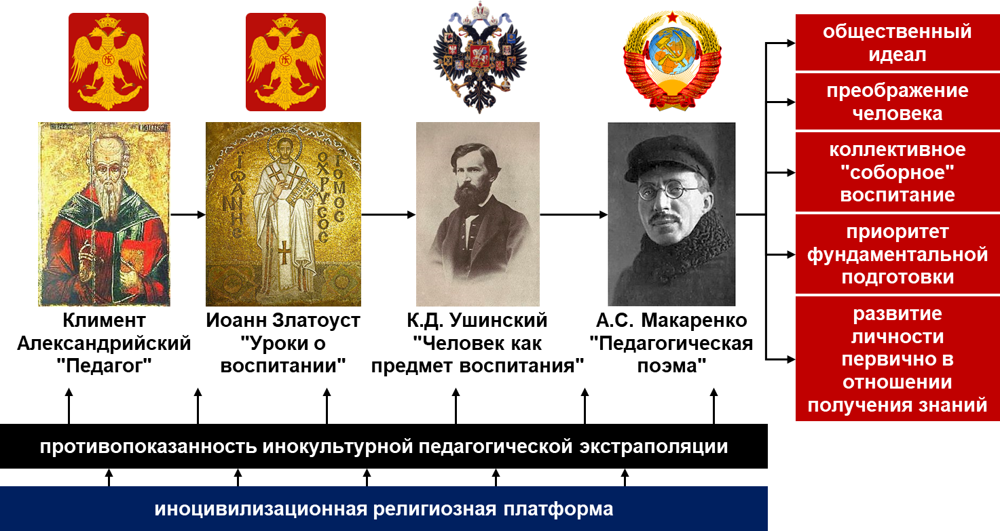 общественный
идеал
преображение
человека
коллективное
"соборное"
воспитание
приоритет
фундаментальной
подготовки
развитие
личности
первично в
отношении
получения знаний
ΙΩΑΝΝΗС
Ο ΧΡΥСΟСΤΟΜΟС
Климент
Александрийский
"Педагог"
Иоанн Златоуст
"Уроки о
воспитании"
К.Д. Ушинский
"Человек как
предмет воспитания"
А.С. Макаренко
"Педагогическая
поэма"
противопоказанность инокультурной педагогической экстраполяции
иноцивилизационная религиозная платформа